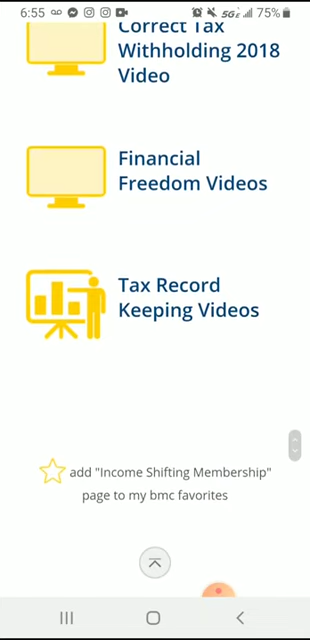 6:55
5GE
75%
Correct Tax
Withholding 2018
Video
Financial
Freedom Videos
Tax Record
Keeping Videos
add "Income Shifting Membership"
page to my bmc favorites